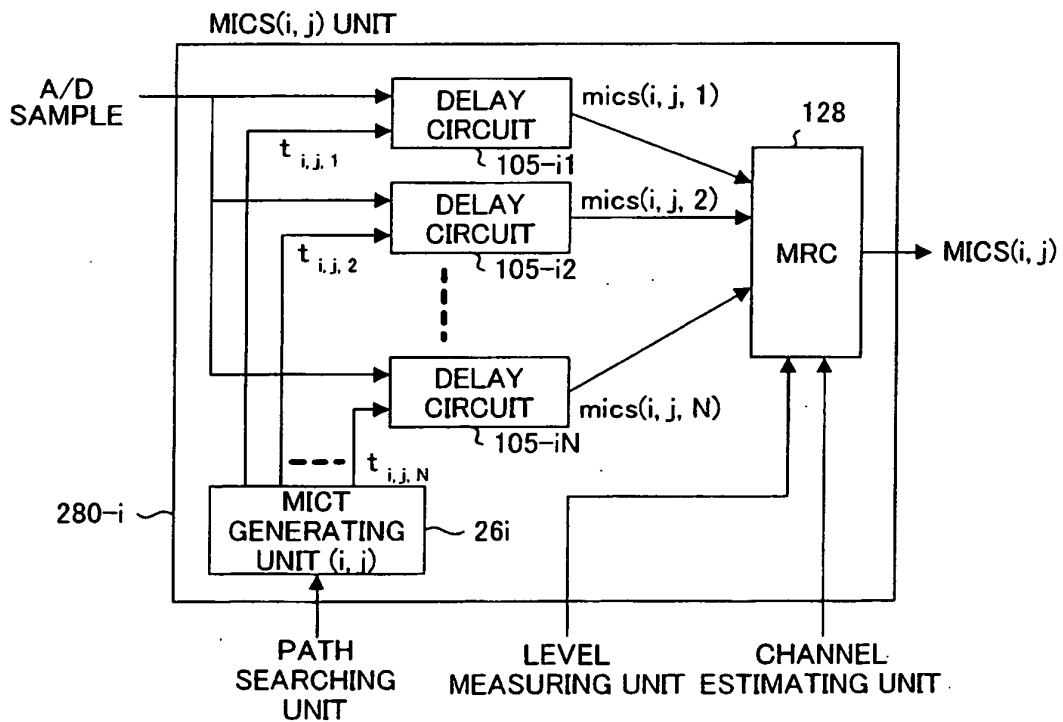 MICS(i, j) UNIT
A/D
SAMPLE
DELAY
CIRCUIT
mics(i, j, 1)
128
t i, j, 1
105-i1
DELAY
CIRCUIT
mics(i, j, 2)
t i, j, 2
105-i2
MRC
MICS(i, j)
DELAY
CIRCUIT
mics(i, j, N)
105-iN
t i, j, N
280-i
MICT
GENERATING
UNIT (i, j)
26i
PATH
SEARCHING
UNIT
LEVEL
MEASURING UNIT
CHANNEL
ESTIMATING UNIT